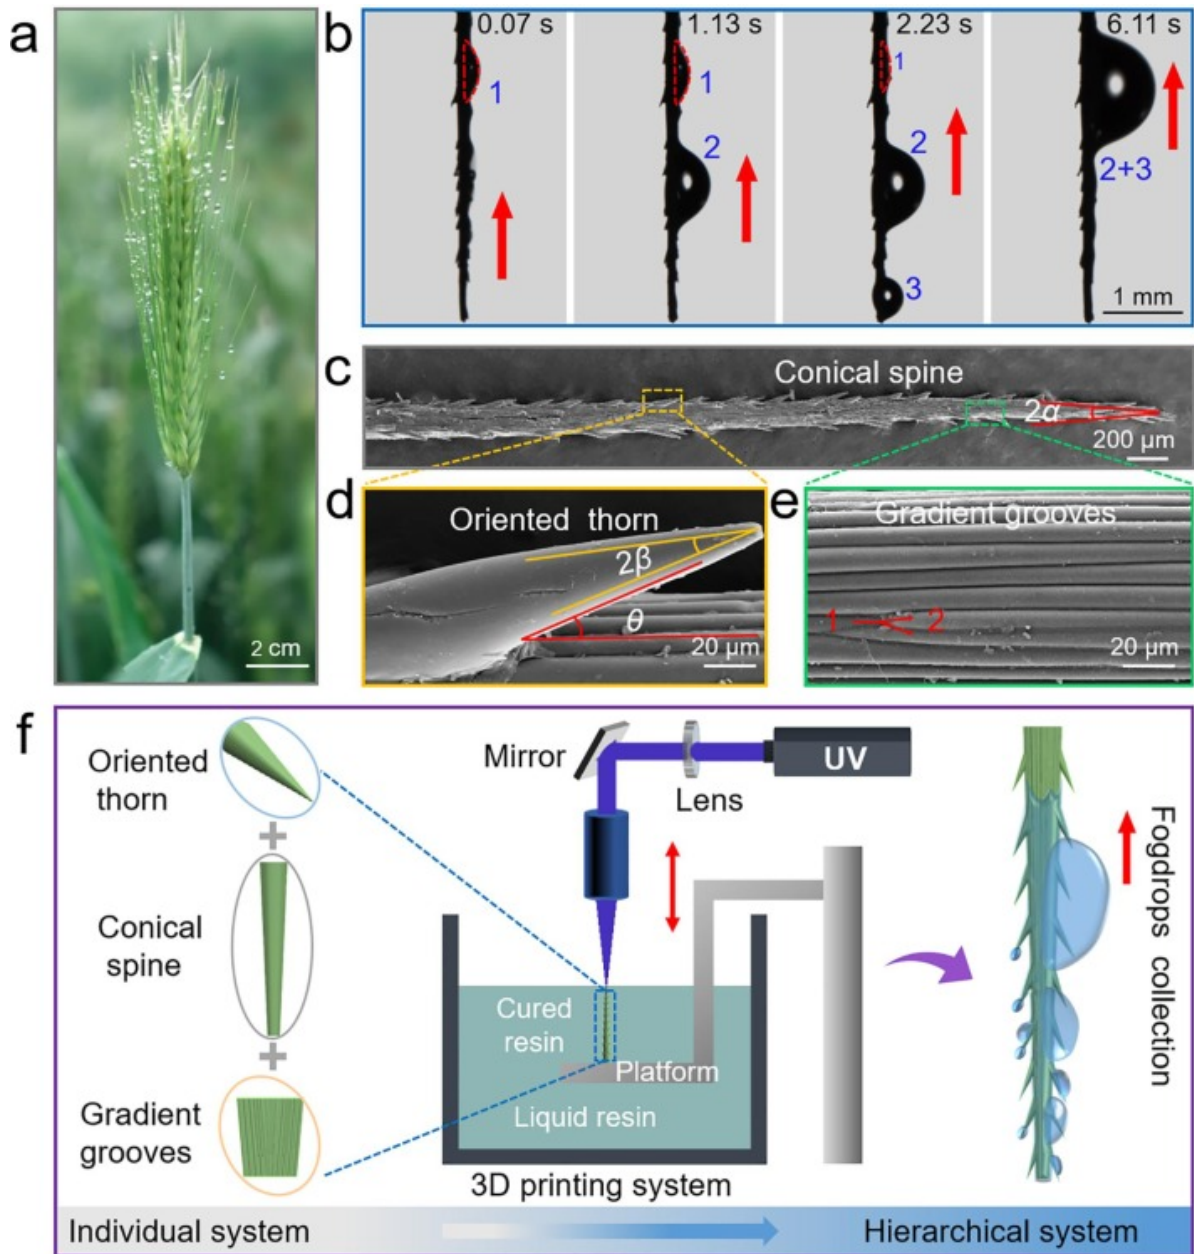 a
2 cm
b
0.07 s
1
1.13 s
1
2
2.23 s
1
2
3
6.11 s
2+3
1 mm
c
Conical spine
2α
200 μm
d
Oriented thorn
2β
θ
20 μm
e
Gradient grooves
1
2
20 μm
f
Oriented
thorn
+
Conical
spine
+
Gradient
grooves
Mirror
Lens
UV
Cured
resin
Platform
Liquid resin
3D printing system
Fogdrops collection
Individual system
Hierarchical system